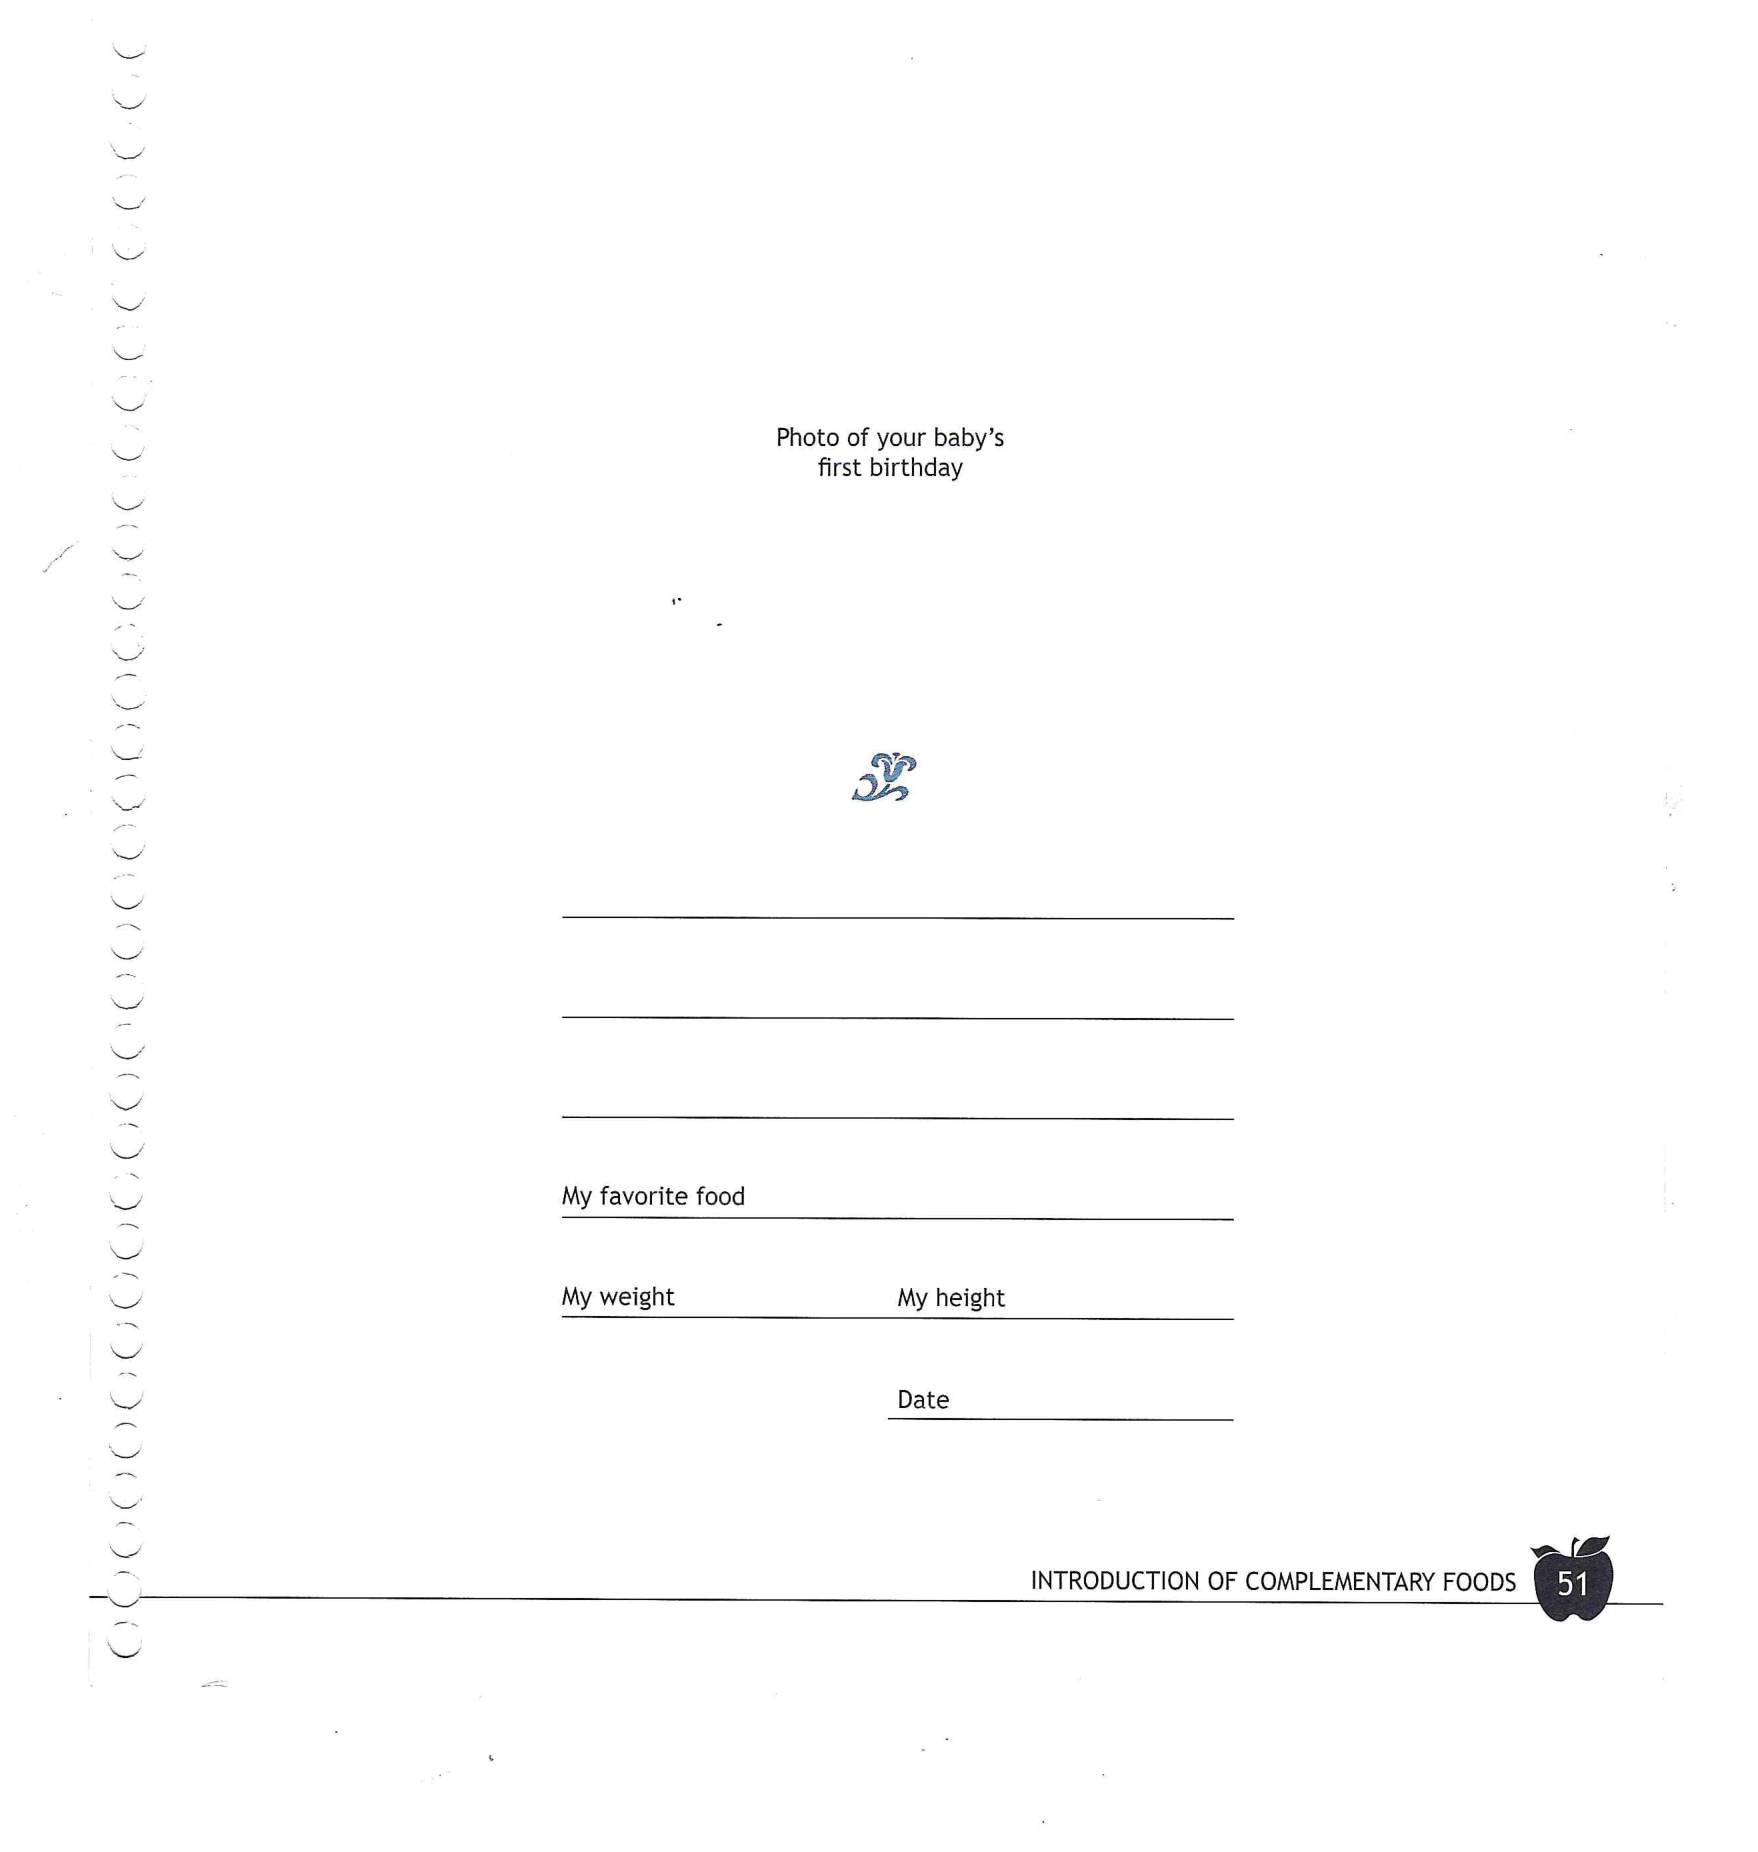 Photo of your baby’s
first birthday
My favorite food
My weight My height
Date
INTRODUCTION OF COMPLEMENTARY FOODS 51